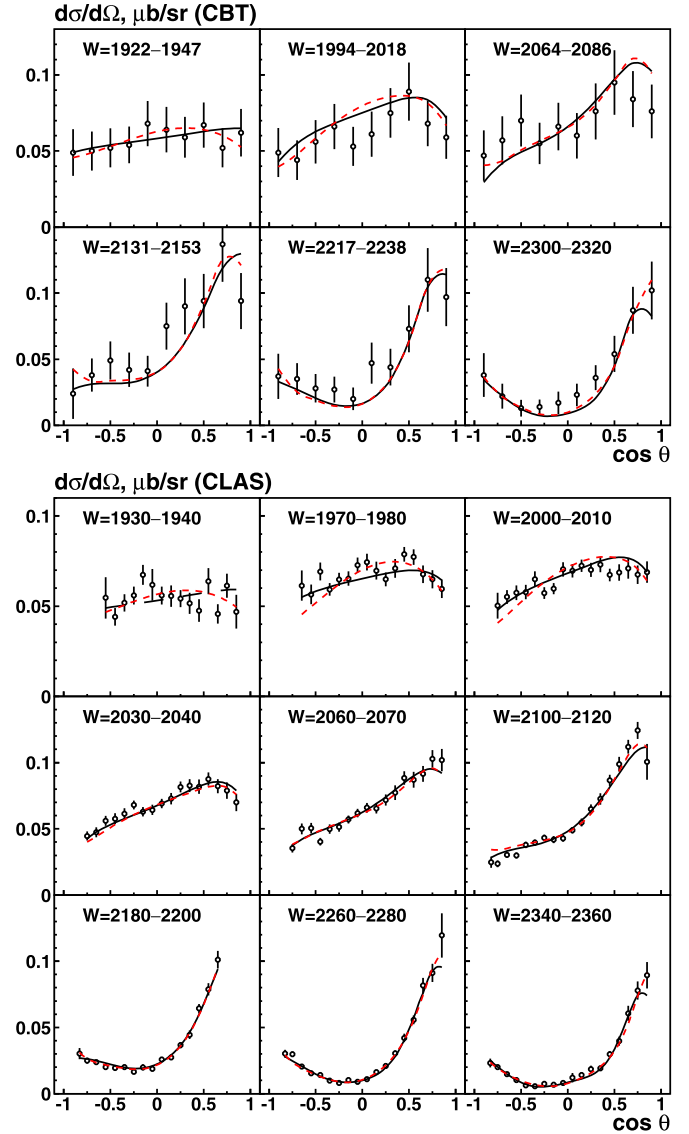 dσ/dΩ, μb/sr (CBT)
W=1922–1947 W=1994–2018 W=2064–2086
0.1
0.05
0
W=2131–2153 W=2217–2238 W=2300–2320
0.1
0.05
0
-1 -0.5 0 0.5 -1 -0.5 0 0.5 -1 -0.5 0 0.5 1
cos θ
dσ/dΩ, μb/sr (CLAS)
0.1
W=1930–1940 W=1970–1980 W=2000–2010
0.05
0
W=2030–2040 W=2060–2070 W=2100–2120
0.1
0.05
0
W=2180–2200 W=2260–2280 W=2340–2360
0.1
0.05
0
-1 -0.5 0 0.5 -1 -0.5 0 0.5 -1 -0.5 0 0.5 1
cos θ